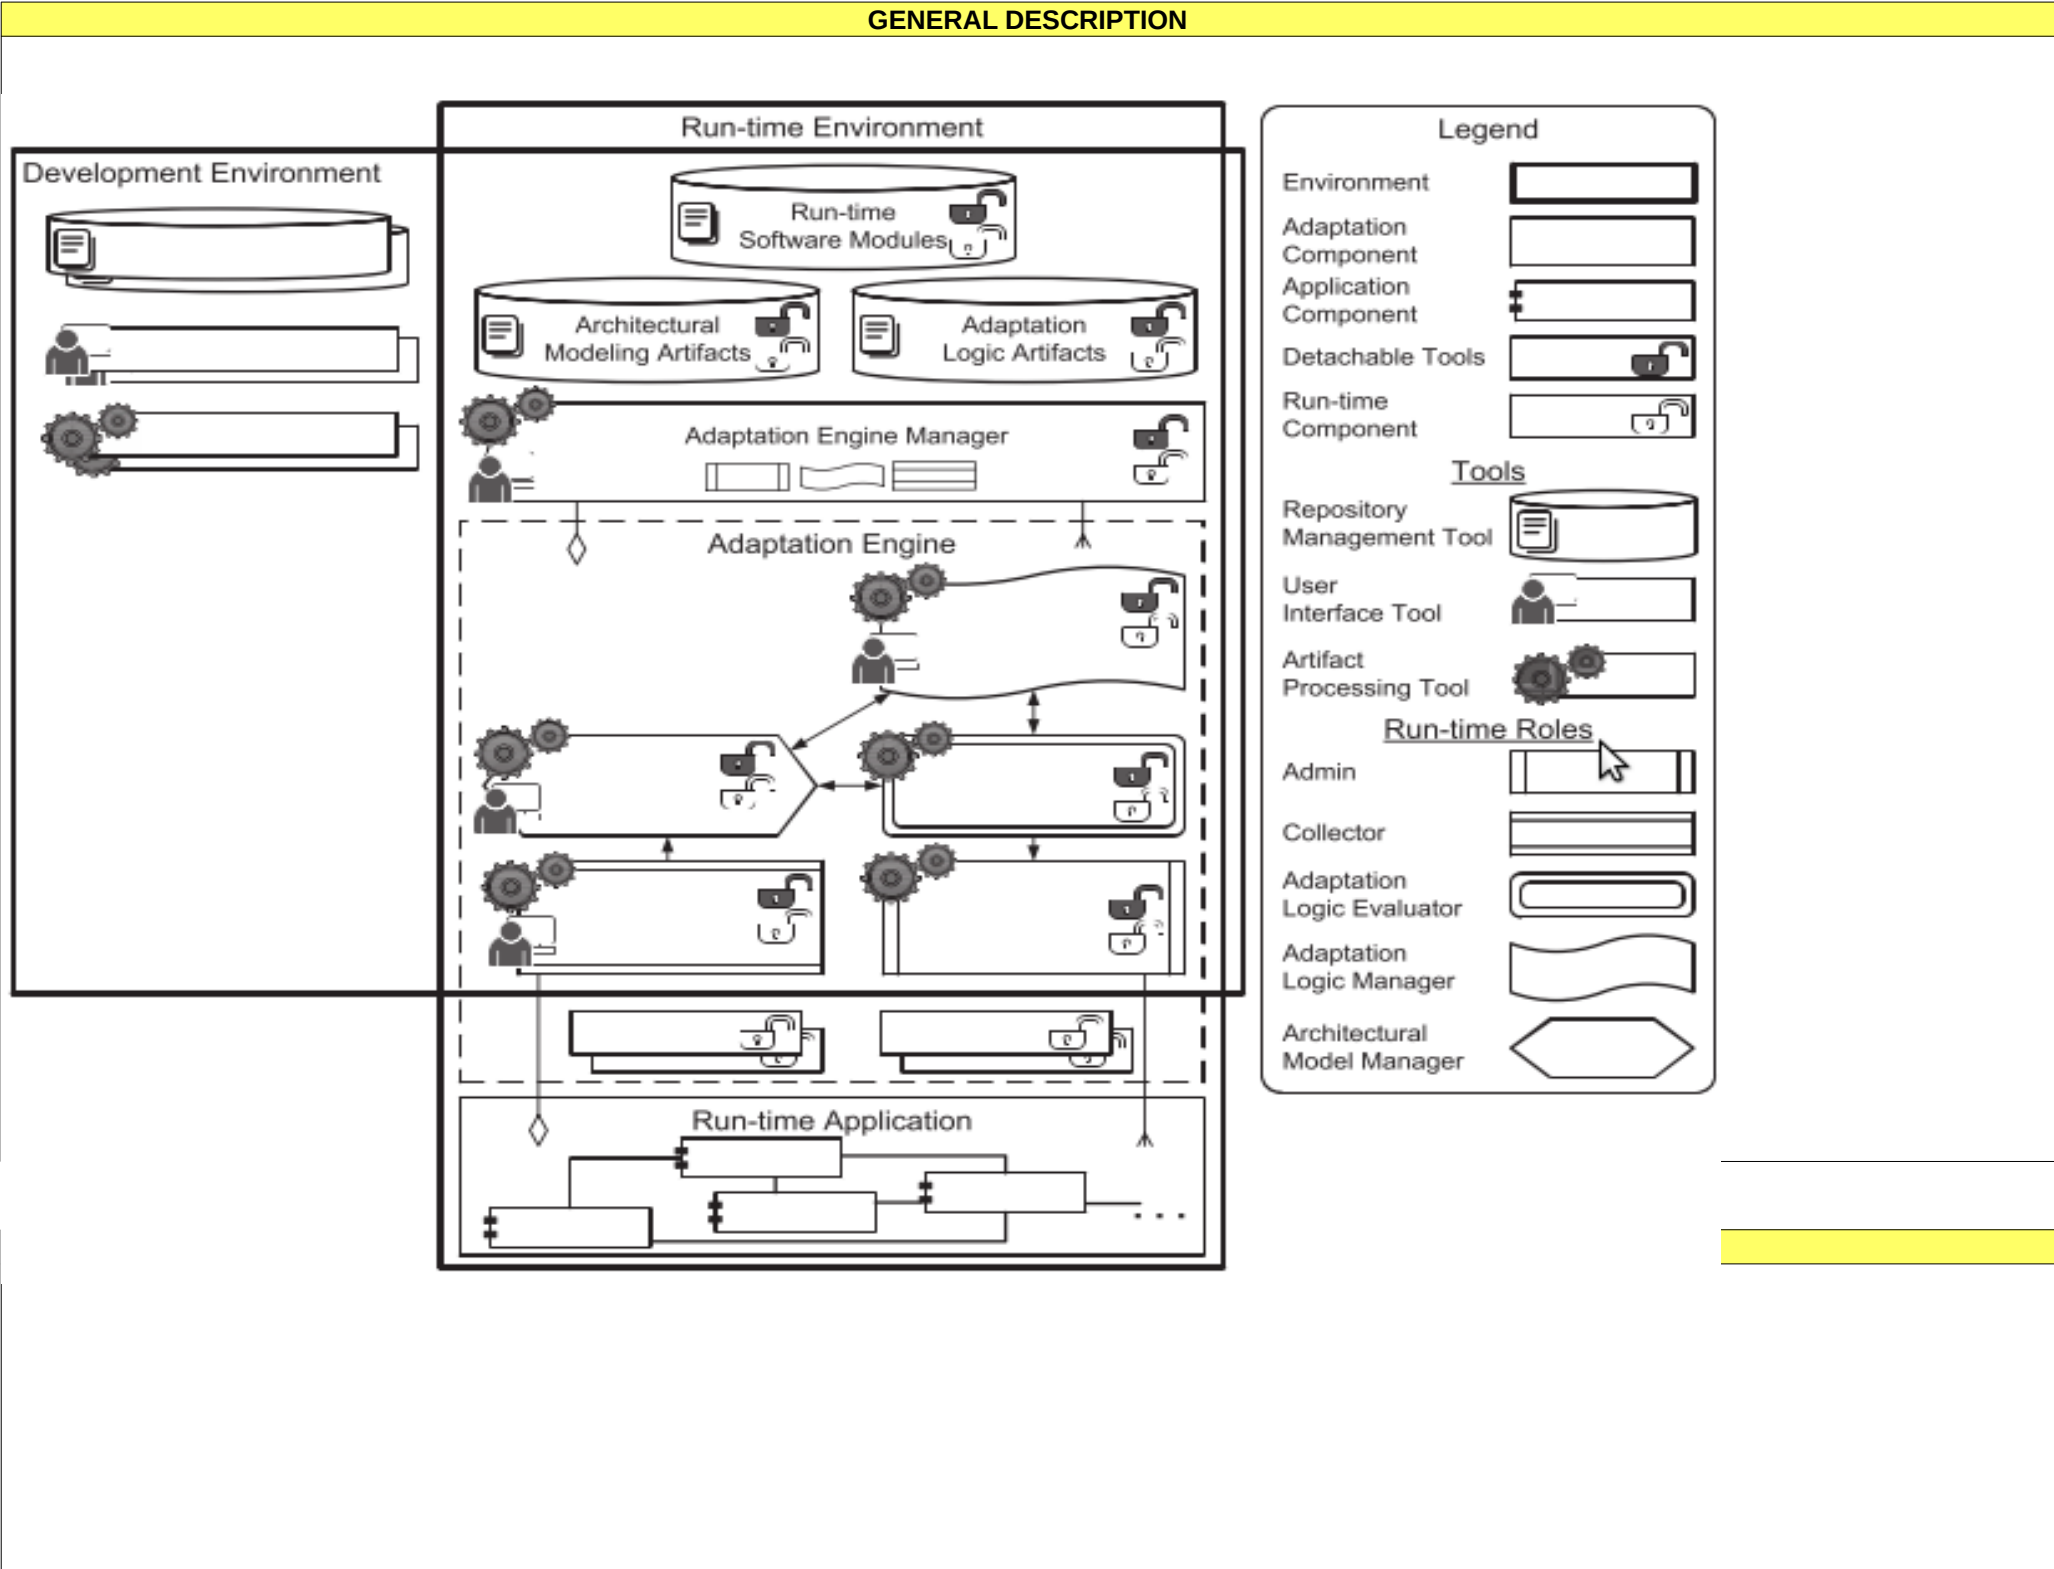 GENERAL DESCRIPTION
Run-time Environment
Development Environment
Run-time
Software Modules
Architectural
Modeling Artifacts
Adaptation
Logic Artifacts
Adaptation Engine Manager
Adaptation Engine
Run-time Application
. . .
Legend
Environment
Adaptation
Component
Application
Component
Detachable Tools
Run-time
Component
Tools
Repository
Management Tool
User
Interface Tool
Artifact
Processing Tool
Run-time Roles
Admin
Collector
Adaptation
Logic Evaluator
Adaptation
Logic Manager
Architectural
Model Manager